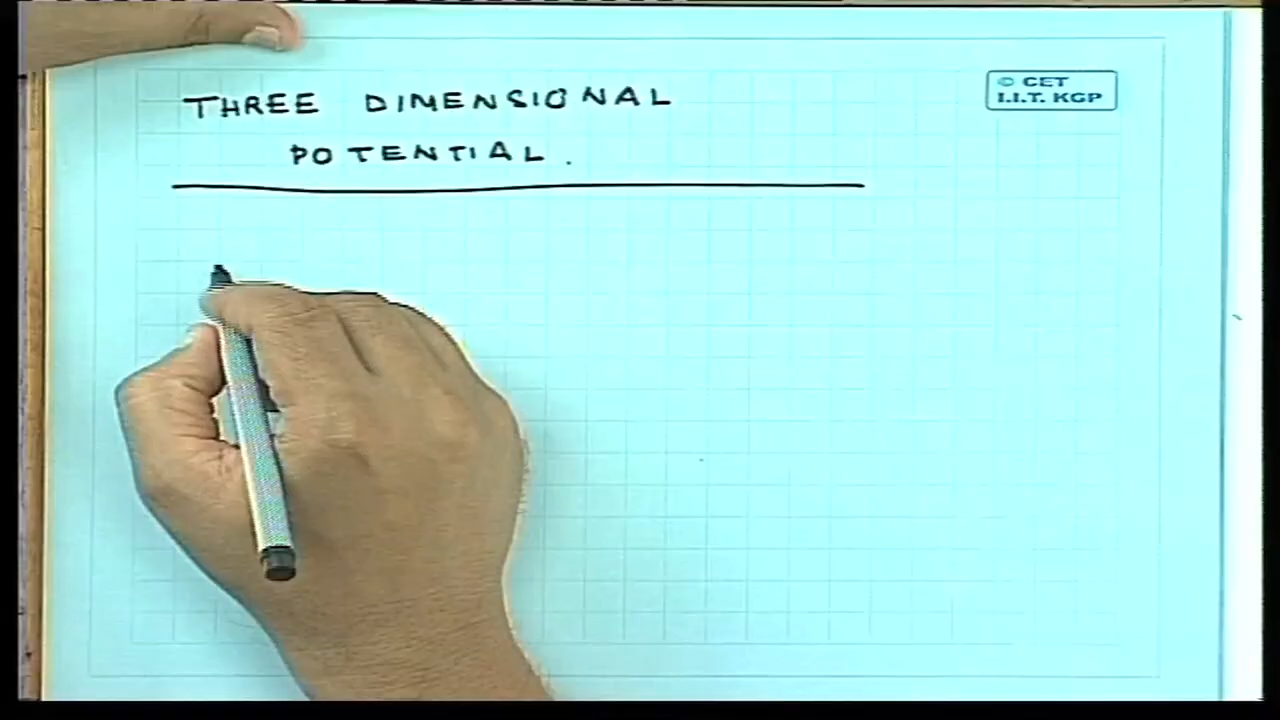 THREE DIMENSIONAL
POTENTIAL.
© CET
I.I.T. KGP